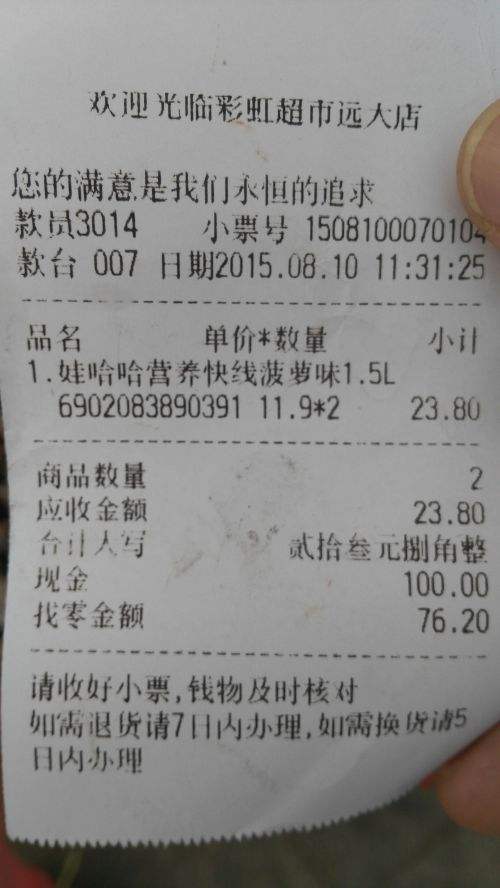 欢迎光临彩虹超市远大店
您的满意是我们永恒的追求
款员3014 小票号 1508100070104
款台 007 日期2015.08.10 11:31:25
品名 单价*数量 小计
1.娃哈哈营养快线菠萝味1.5L
6902083890391 11.9*2 23.80
商品数量 2
应收金额 23.80
合计大写 贰拾叁元捌角整
现金 100.00
找零金额 76.20
请收好小票,钱物及时核对
如需退货请7日内办理,如需换货请5
日内办理